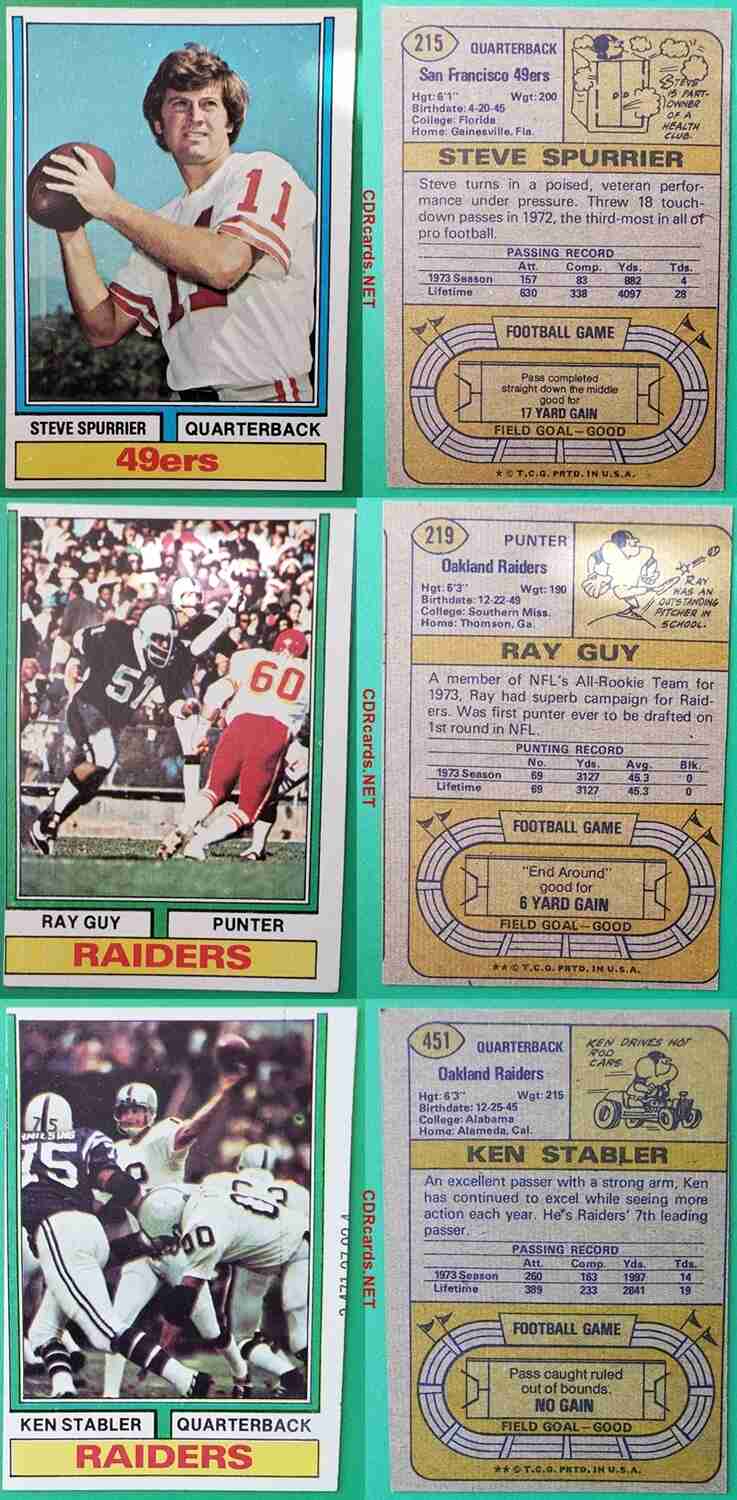 11
11
STEVE SPURRIER
QUARTERBACK
49ers
CDRcards.NET
215
QUARTERBACK
San Francisco 49ers
Hgt: 6'1" Wgt: 200
Birthdate: 4-20-45
College: Florida
Home: Gainesville, Fla.
STEVE
IS PART-
OWNER
OF A
HEALTH
CLUB.
STEVE SPURRIER
Steve turns in a poised, veteran perfor-
mance under pressure. Threw 18 touch-
down passes in 1972, the third-most in all of
pro football.
PASSING RECORD
Att. Comp. Yds. Tds.
1973 Season 157 83 882 4
Lifetime 630 338 4097 28
FOOTBALL GAME
Pass completed
straight down the middle
good for
17 YARD GAIN
FIELD GOAL—GOOD
★ © T.C.G. PRTD. IN U.S.A.
51
60
RAY GUY
PUNTER
RAIDERS
CDRcards.NET
219
PUNTER
Oakland Raiders
Hgt: 6'3" Wgt: 190
Birthdate: 12-22-49
College: Southern Miss.
Home: Thomson, Ga.
RAY
WAS AN
OUTSTANDING
PITCHER IN
SCHOOL.
RAY GUY
A member of NFL's All-Rookie Team for
1973, Ray had superb campaign for Raid-
ers. Was first punter ever to be drafted on
1st round in NFL.
PUNTING RECORD
No. Yds. Avg. Blk.
1973 Season 69 3127 45.3 0
Lifetime 69 3127 45.3 0
FOOTBALL GAME
"End Around"
good for
6 YARD GAIN
FIELD GOAL—GOOD
★★ © T.C.G. PRTD. IN U.S.A.
75
75
KEN STABLER
QUARTERBACK
RAIDERS
CDRcards.NET
451
QUARTERBACK
Oakland Raiders
Hgt: 6'3" Wgt: 215
Birthdate: 12-25-45
College: Alabama
Home: Alameda, Cal.
KEN DRIVES HOT
ROD
CARS.
KEN STABLER
An excellent passer with a strong arm, Ken
has continued to excel while seeing more
action each year. He's Raiders' 7th leading
passer.
PASSING RECORD
Att. Comp. Yds. Tds.
1973 Season 260 163 1997 14
Lifetime 389 233 2841 19
FOOTBALL GAME
Pass caught ruled
out of bounds.
NO GAIN
FIELD GOAL—GOOD
★★ © T.C.G. PRTD. IN U.S.A.